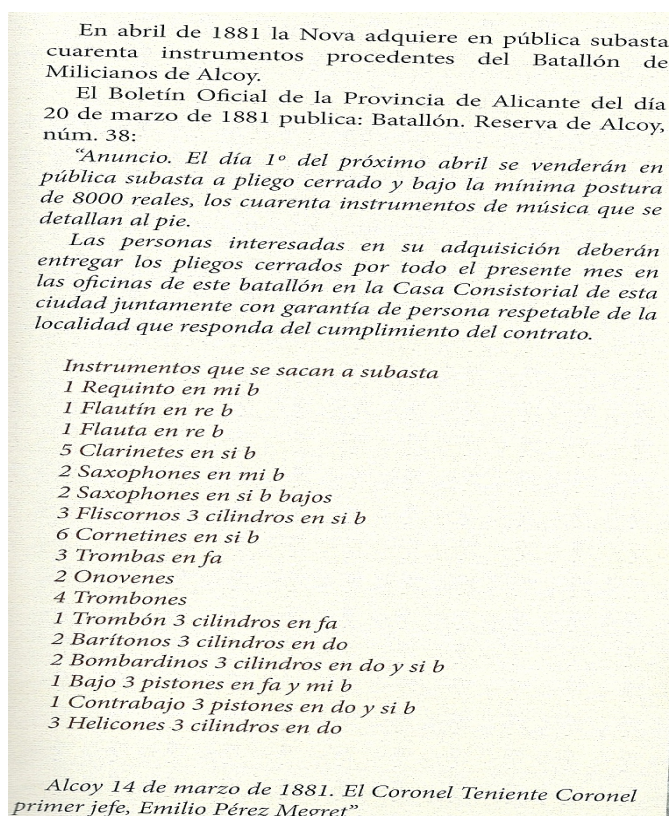 En abril de 1881 la Nova adquiere en pública subasta
cuarenta instrumentos procedentes del Batallón de
Milicianos de Alcoy.
El Boletín Oficial de la Provincia de Alicante del día
20 de marzo de 1881 publica: Batallón. Reserva de Alcoy,
núm. 38:
“Anuncio. El día 1º del próximo abril se venderán en
pública subasta a pliego cerrado y bajo la mínima postura
de 8000 reales, los cuarenta instrumentos de música que se
detallan al pie.
Las personas interesadas en su adquisición deberán
entregar los pliegos cerrados por todo el presente mes en
las oficinas de este batallón en la Casa Consistorial de esta
ciudad juntamente con garantía de persona respetable de la
localidad que responda del cumplimiento del contrato.
Instrumentos que se sacan a subasta
1 Requinto en mi b
1 Flautín en re b
1 Flauta en re b
5 Clarinetes en si b
2 Saxophones en mi b
2 Saxophones en si b bajos
3 Fliscornos 3 cilindros en si b
6 Cornetines en si b
3 Trombas en fa
2 Onovenes
4 Trombones
1 Trombón 3 cilindros en fa
2 Barítonos 3 cilindros en do
2 Bombardinos 3 cilindros en do y si b
1 Bajo 3 pistones en fa y mi b
1 Contrabajo 3 pistones en do y si b
3 Helicones 3 cilindros en do
Alcoy 14 de marzo de 1881. El Coronel Teniente Coronel
primer jefe, Emilio Pérez Megret”